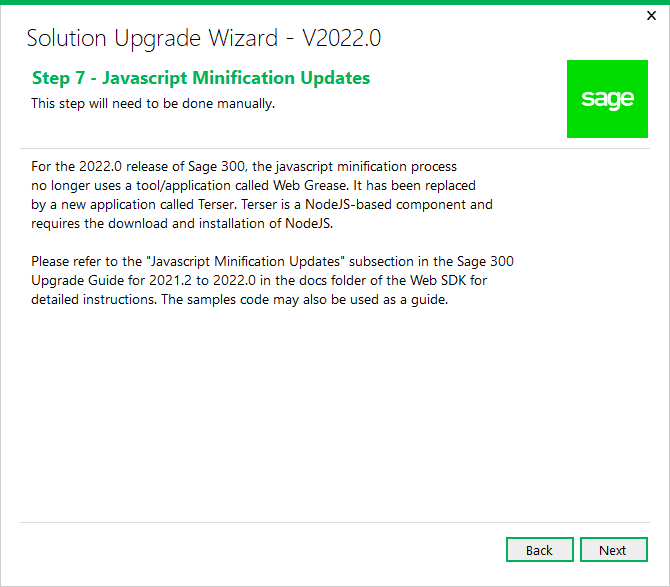 Solution Upgrade Wizard - V2022.0
Step 7 - Javascript Minification Updates
This step will need to be done manually.
sage
For the 2022.0 release of Sage 300, the javascript minification process
no longer uses a tool/application called Web Grease. It has been replaced
by a new application called Terser. Terser is a NodeJS-based component and
requires the download and installation of NodeJS.
Please refer to the "Javascript Minification Updates" subsection in the Sage 300
Upgrade Guide for 2021.2 to 2022.0 in the docs folder of the Web SDK for
detailed instructions. The samples code may also be used as a guide.
Back
Next